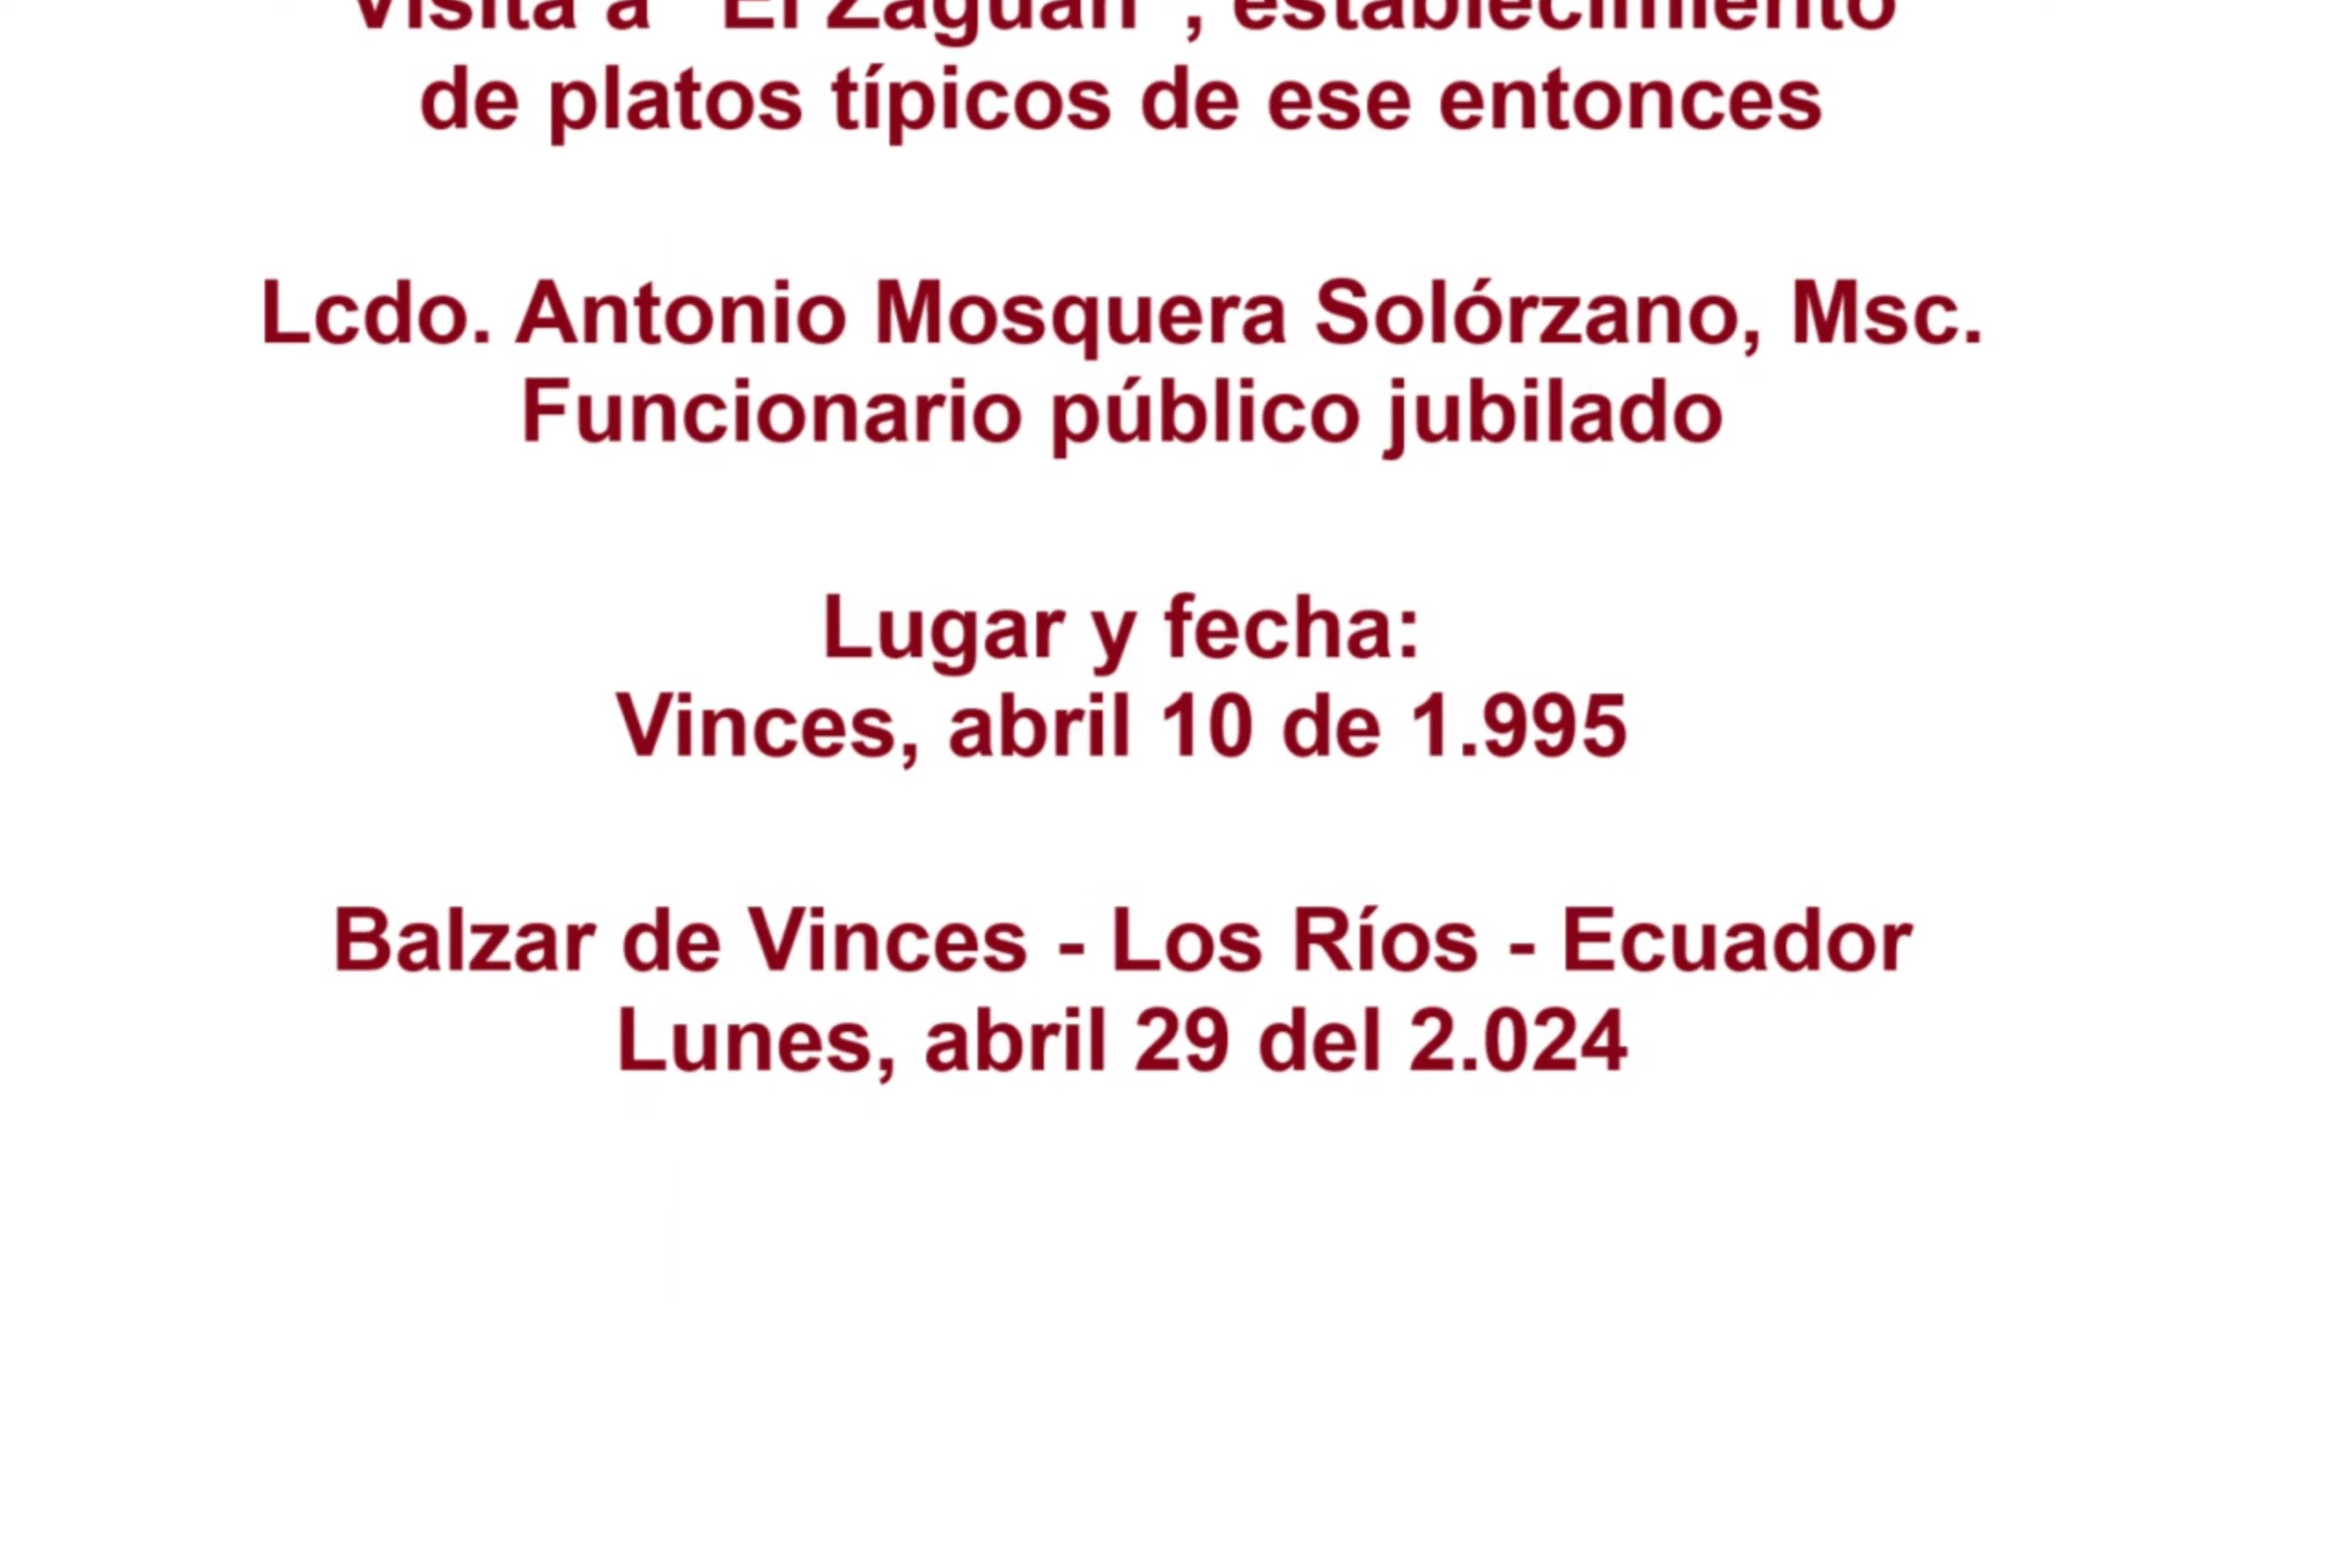 Visita a "El Zaguán", establecimiento
de platos típicos de ese entonces
Lcdo. Antonio Mosquera Solórzano, Msc.
Funcionario público jubilado
Lugar y fecha:
Vinces, abril 10 de 1.995
Balzar de Vinces - Los Ríos - Ecuador
Lunes, abril 29 del 2.024